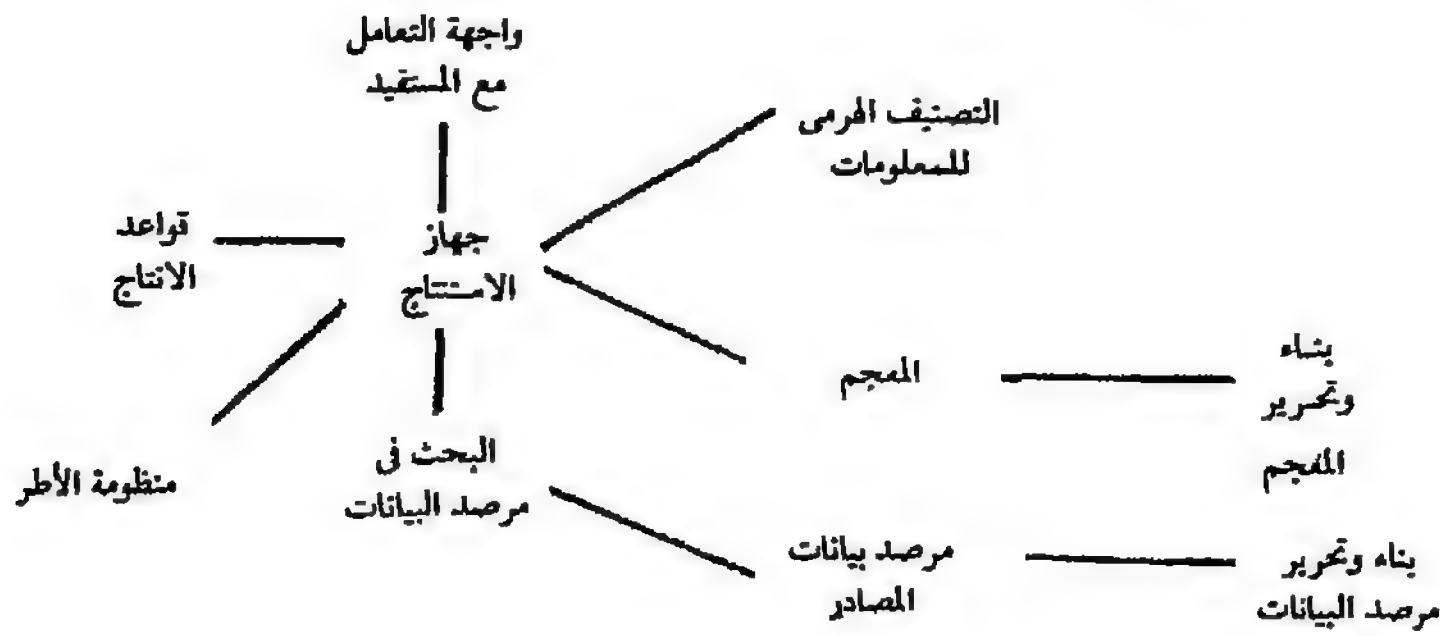 واجهة التعامل
مع المستفيد
التصنيف الهرمى
للمعلومات
قواعد
الانتاج
جهاز
الاستنتاج
المعجم
بناء
وتحرير
المعجم
البحث فى
مرصد البيانات
منظومة الأطر
مرصد بيانات
المصادر
بناء وتحرير
مرصد البيانات